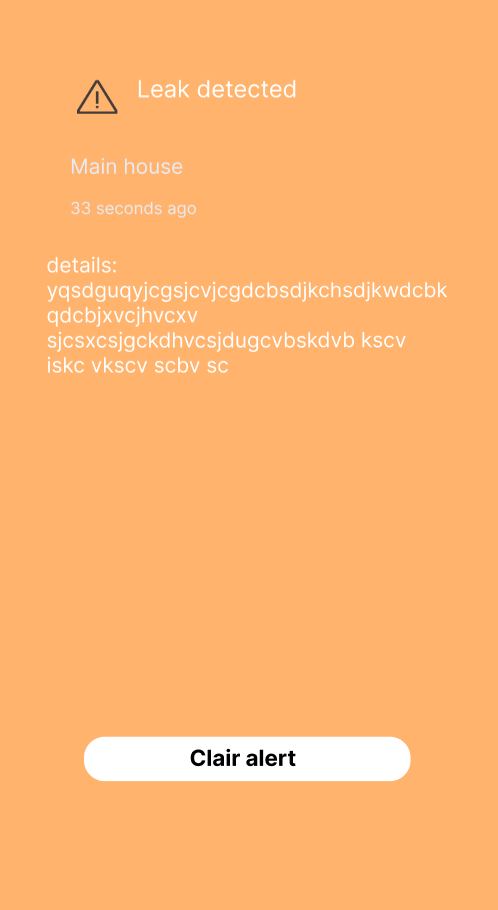 Leak detected
Main house
33 seconds ago
details:
yqsdguqyjcgsjcvjcgdcbsdjkchsdjkwdcbk
qdcbjxvcjhvcxv
sjcsxcsjgckdhvcsjdugcvbskdvb kscv
iskc vkscv scbv sc
Clair alert